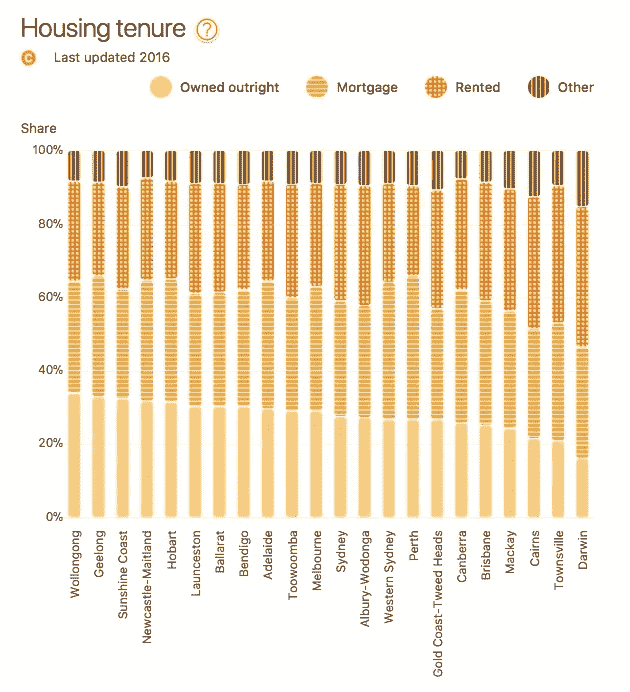 Housing tenure ?
C Last updated 2016
Owned outright Mortgage Rented Other
Share
100%
80%
60%
40%
20%
0%
Wollongong
Geelong
Sunshine Coast
Newcastle-Maitland
Hobart
Launceston
Ballarat
Bendigo
Adelaide
Toowoomba
Melbourne
Sydney
Albury-Wodonga
Western Sydney
Perth
Gold Coast-Tweed Heads
Canberra
Brisbane
Mackay
Cairns
Townsville
Darwin